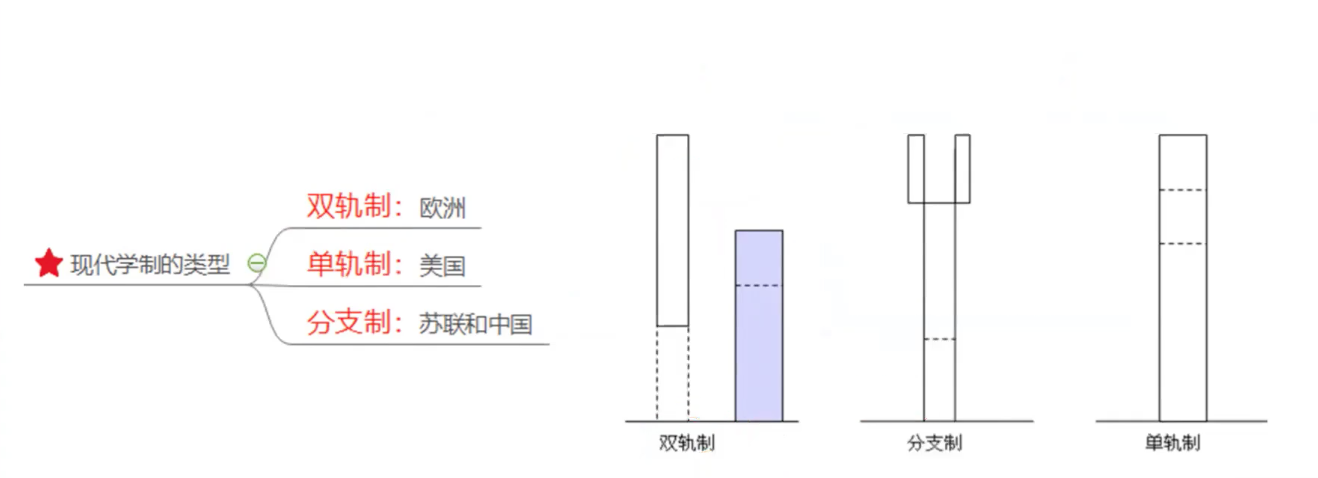 双轨制：欧洲
现代学制的类型
单轨制：美国
分支制：苏联和中国
双轨制
分支制
单轨制